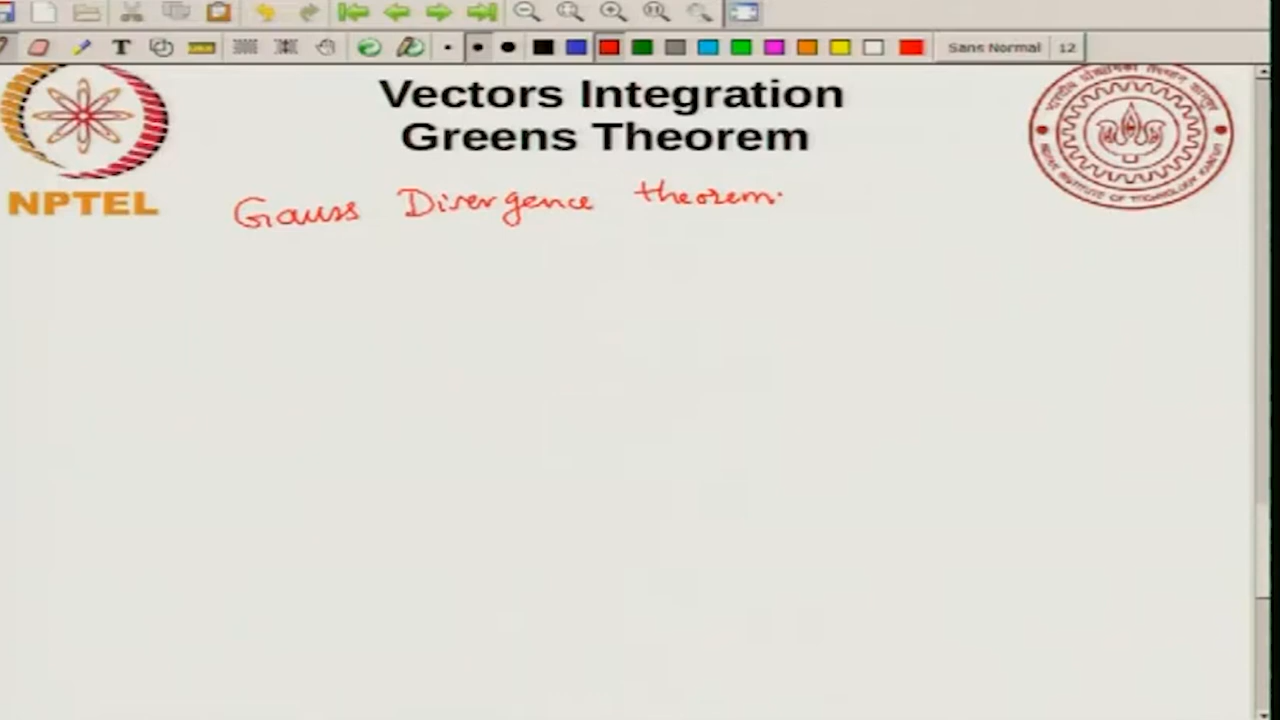 Sans Normal 12
Vectors Integration
Greens Theorem
NPTEL
Gauss Divergence theorem.